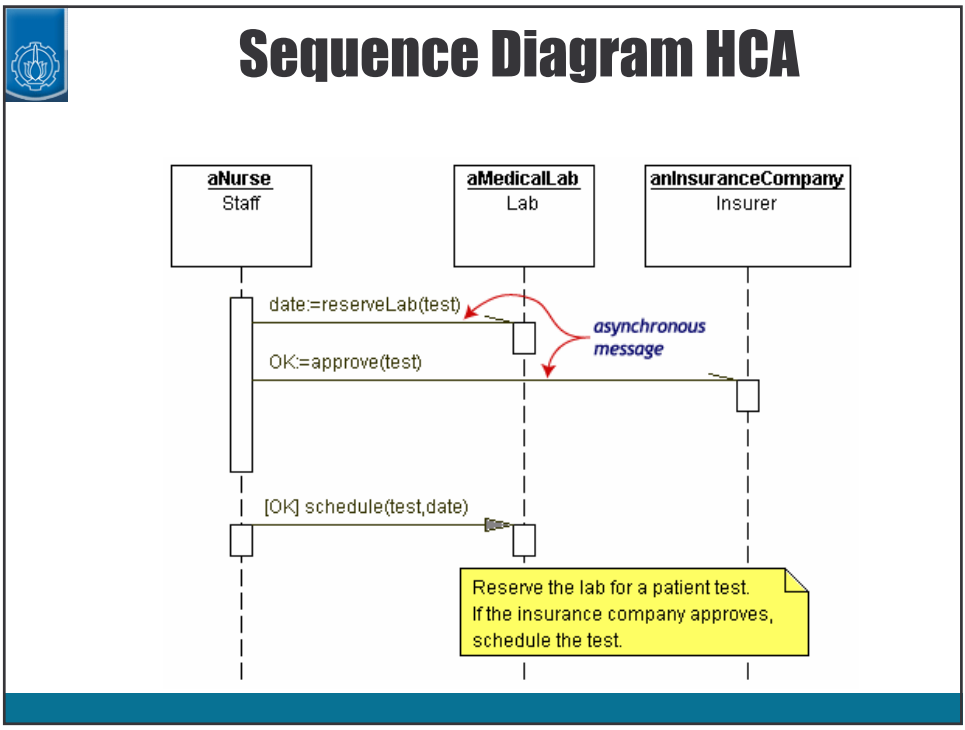 Sequence Diagram HCA
aNurse
Staff
aMedicalLab
Lab
anInsuranceCompany
Insurer
date:=reserveLab(test)
asynchronous
message
OK:=approve(test)
[OK] schedule(test,date)
Reserve the lab for a patient test.
If the insurance company approves,
schedule the test.